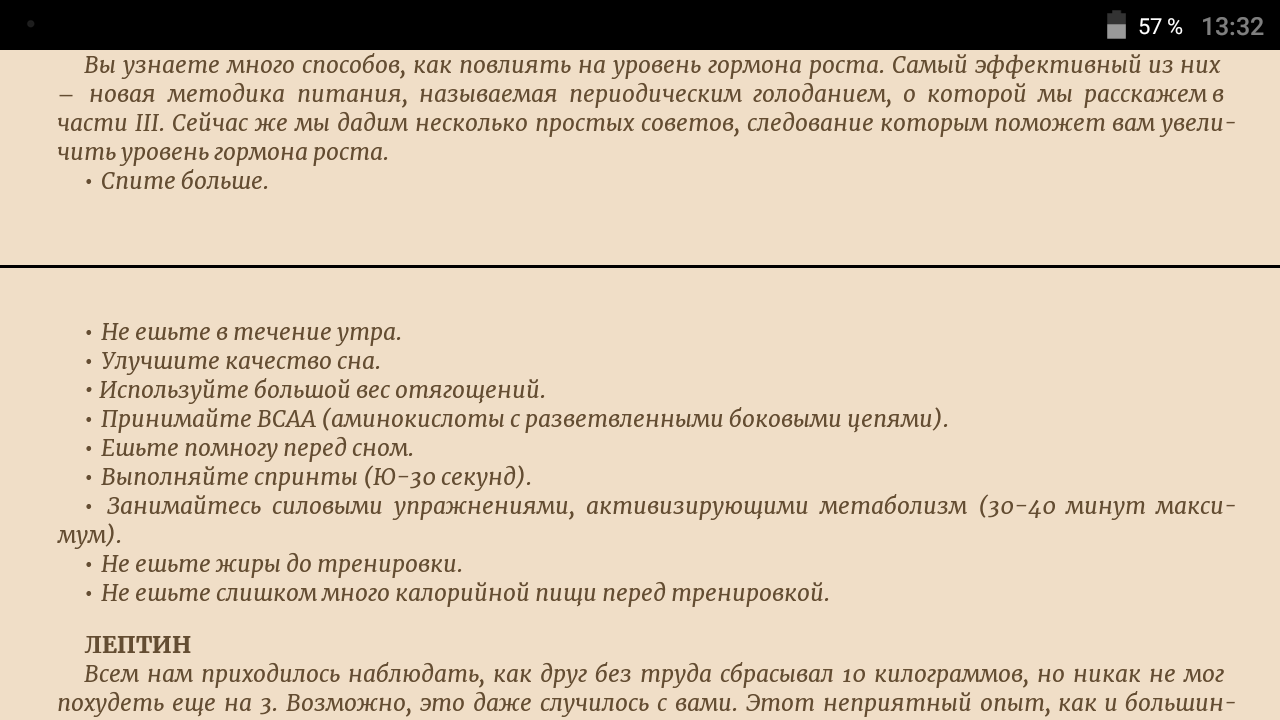 57 % 13:32
Вы узнаете много способов, как повлиять на уровень гормона роста. Самый эффективный из них
– новая методика питания, называемая периодическим голоданием, о которой мы расскажем в
части III. Сейчас же мы дадим несколько простых советов, следование которым поможет вам увели-
чить уровень гормона роста.
• Спите больше.
• Не ешьте в течение утра.
• Улучшите качество сна.
• Используйте большой вес отягощений.
• Принимайте BCAA (аминокислоты с разветвленными боковыми цепями).
• Ешьте помногу перед сном.
• Выполняйте спринты (Ю-30 секунд).
• Занимайтесь силовыми упражнениями, активизирующими метаболизм (30-40 минут макси-
мум).
• Не ешьте жиры до тренировки.
• Не ешьте слишком много калорийной пищи перед тренировкой.
ЛЕПТИН
Всем нам приходилось наблюдать, как друг без труда сбрасывал 10 килограммов, но никак не мог
похудеть еще на 3. Возможно, это даже случилось с вами. Этот неприятный опыт, как и большин-